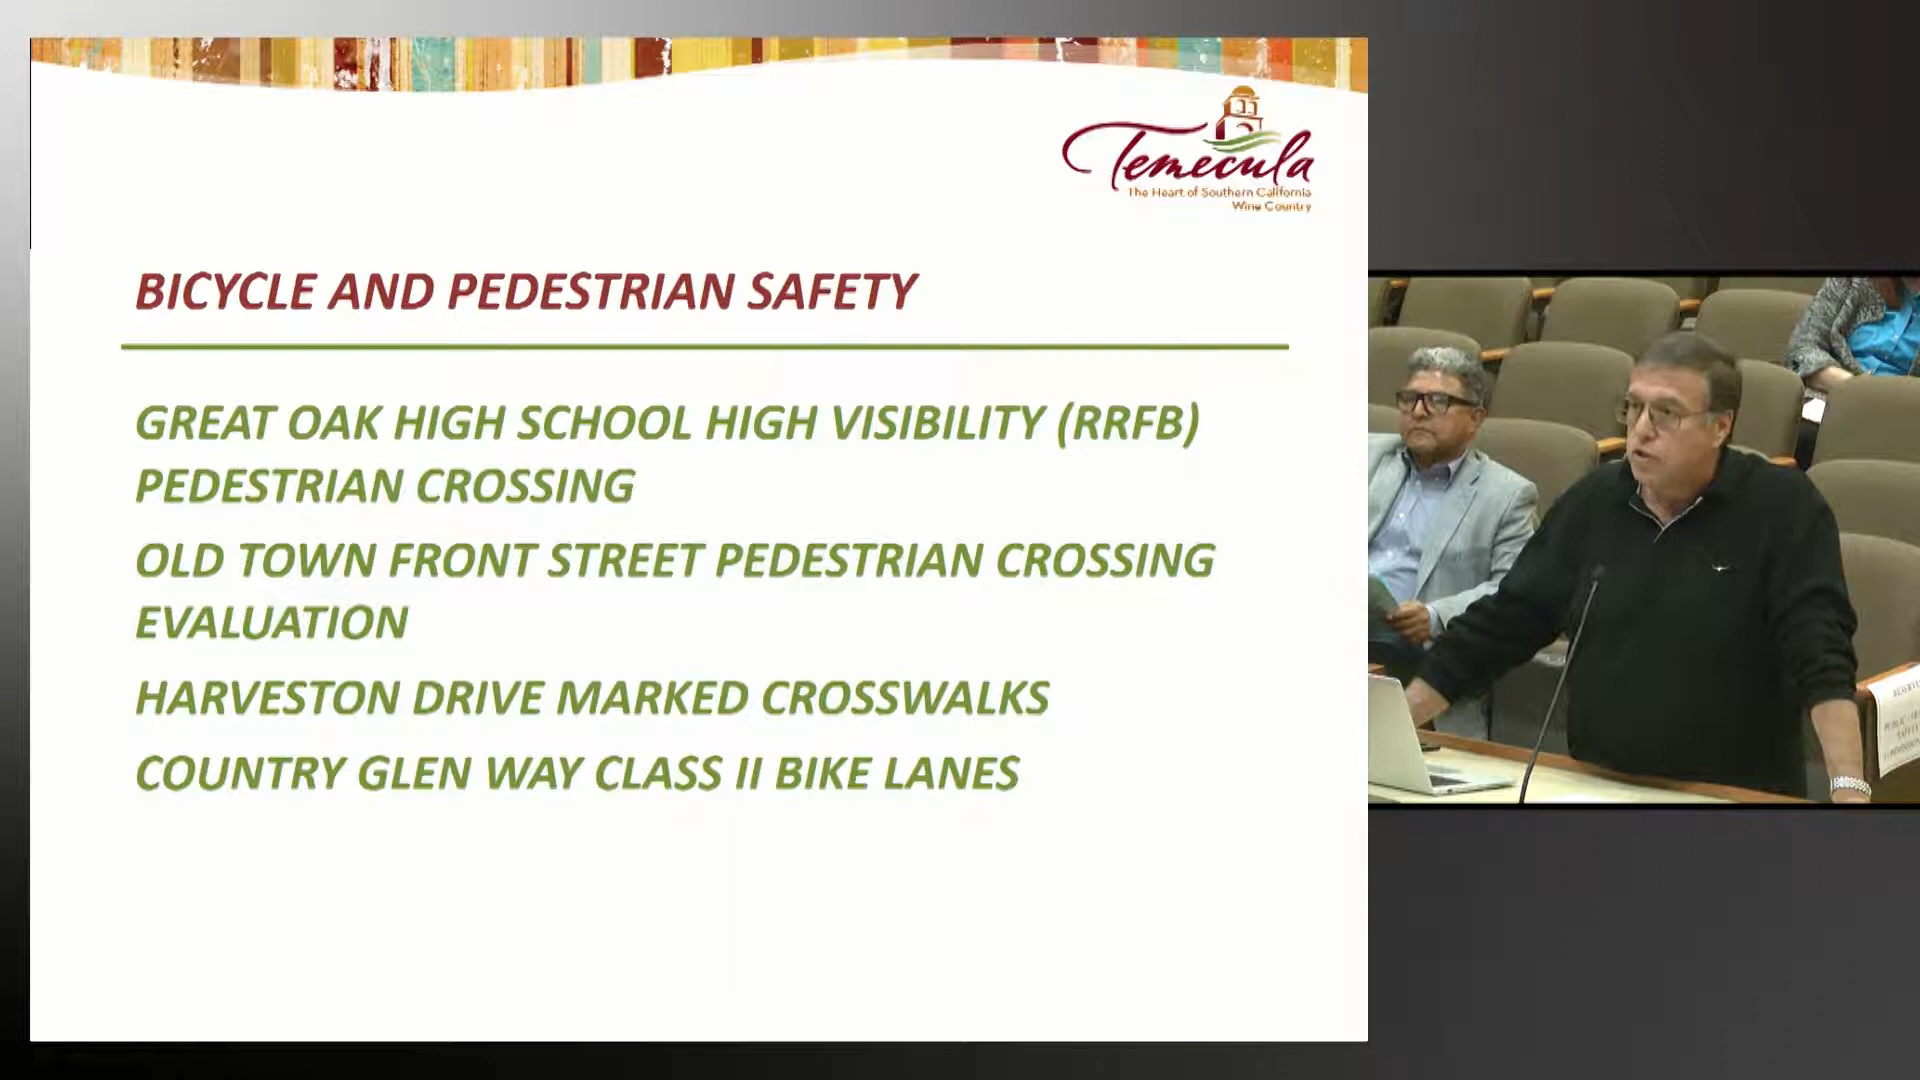 Temecula
The Heart of Southern California
Wine Country
BICYCLE AND PEDESTRIAN SAFETY
GREAT OAK HIGH SCHOOL HIGH VISIBILITY (RRFB)
PEDESTRIAN CROSSING
OLD TOWN FRONT STREET PEDESTRIAN CROSSING
EVALUATION
HARVESTON DRIVE MARKED CROSSWALKS
COUNTRY GLEN WAY CLASS II BIKE LANES
RESERVED
SAFETY